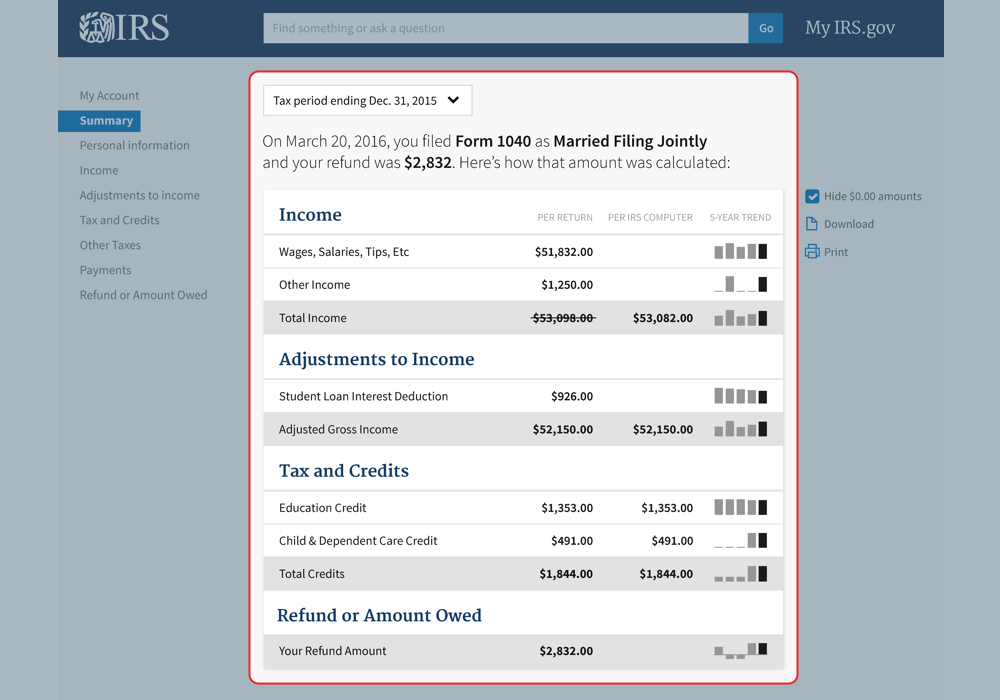 IRS
Find something or ask a question
Go
My IRS.gov
My Account
Summary
Personal information
Income
Adjustments to income
Tax and Credits
Other Taxes
Payments
Refund or Amount Owed
Tax period ending Dec. 31, 2015
On March 20, 2016, you filed Form 1040 as Married Filing Jointly
and your refund was $2,832. Here’s how that amount was calculated:
Income PER RETURN PER IRS COMPUTER 5-YEAR TREND
Wages, Salaries, Tips, Etc $51,832.00
Other Income $1,250.00
Total Income $53,098.00 $53,082.00
Adjustments to Income
Student Loan Interest Deduction $926.00
Adjusted Gross Income $52,150.00 $52,150.00
Tax and Credits
Education Credit $1,353.00 $1,353.00
Child & Dependent Care Credit $491.00 $491.00
Total Credits $1,844.00 $1,844.00
Refund or Amount Owed
Your Refund Amount $2,832.00
Hide $0.00 amounts
Download
Print